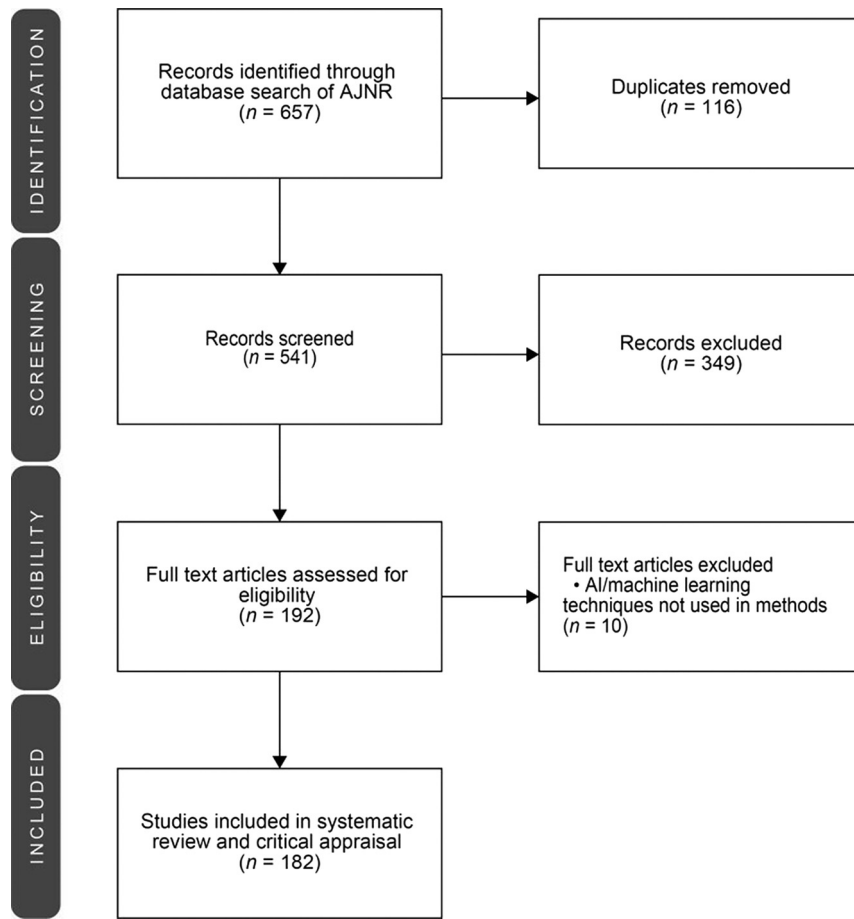 IDENTIFICATION
Records identified through
database search of AJNR
(n = 657)
Duplicates removed
(n = 116)
SCREENING
Records screened
(n = 541)
Records excluded
(n = 349)
ELIGIBILITY
Full text articles assessed for
eligibility
(n = 192)
Full text articles excluded
• AI/machine learning
techniques not used in methods
(n = 10)
INCLUDED
Studies included in systematic
review and critical appraisal
(n = 182)